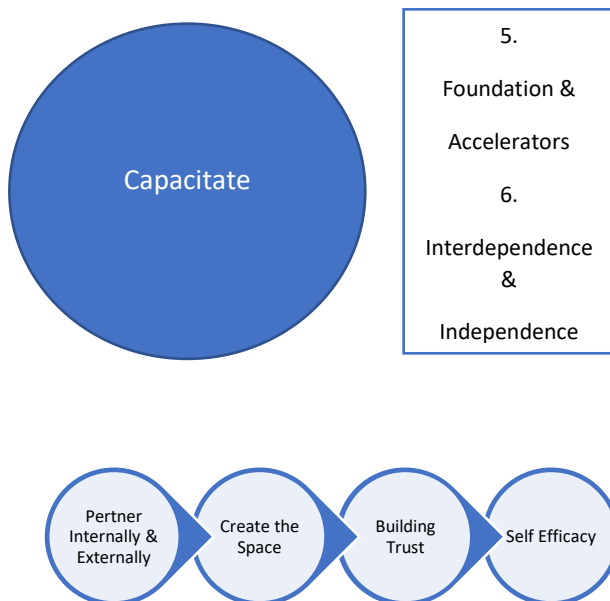 Capacitate
5.
Foundation &
Accelerators
6.
Interdependence
&
Independence
Pertner
Internally &
Externally
Create the
Space
Building
Trust
Self Efficacy